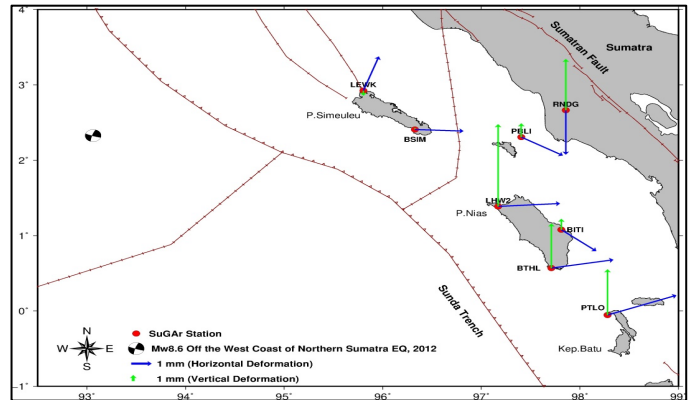 4°
Sumatran Fault
Sumatra
3°
LEWK
RNDG
P.Simeuleu
BSIM
PBLI
2°
LHW2
P.Nias
1°
BITI
BTHL
Sunda Trench
PTLO
0°
N
W E
S
SuGAr Station
Mw8.6 Off the West Coast of Northern Sumatra EQ, 2012
1 mm (Horizontal Deformation)
1 mm (Vertical Deformation)
Kep.Batu
-1°
93° 94° 95° 96° 97° 98° 99°